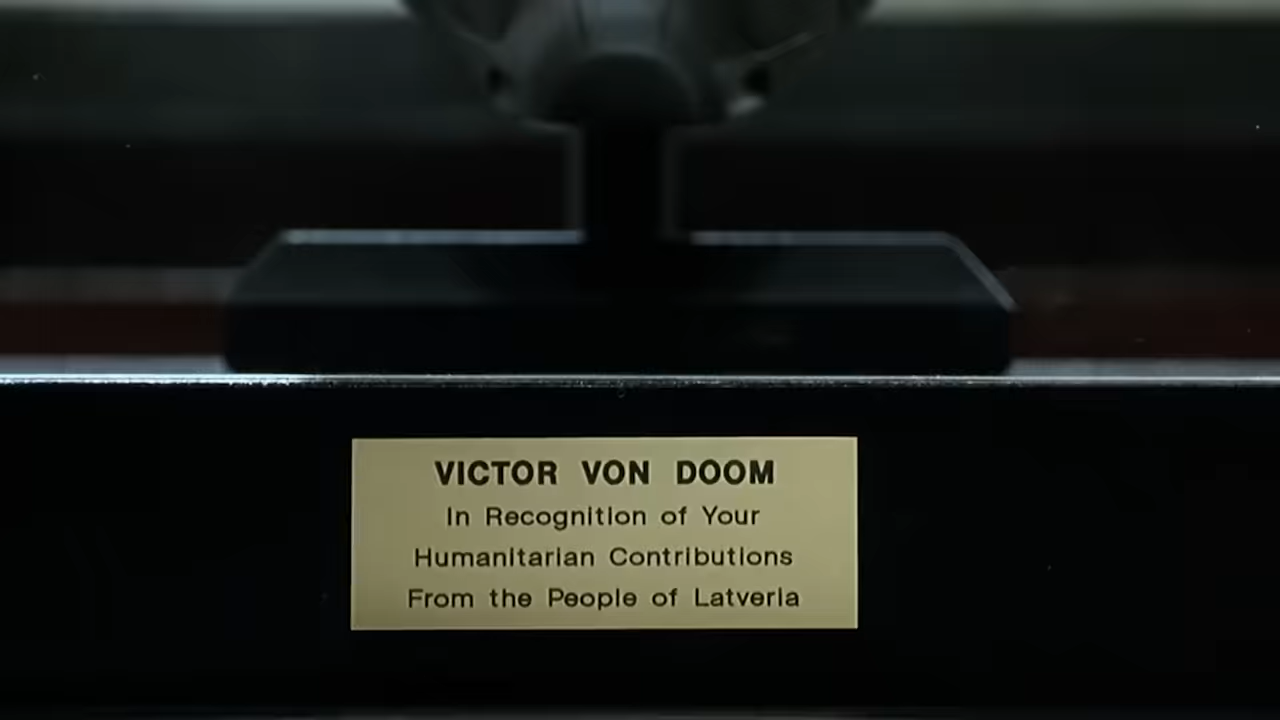 VICTOR VON DOOM
In Recognition of Your
Humanitarian Contributions
From the People of Latveria